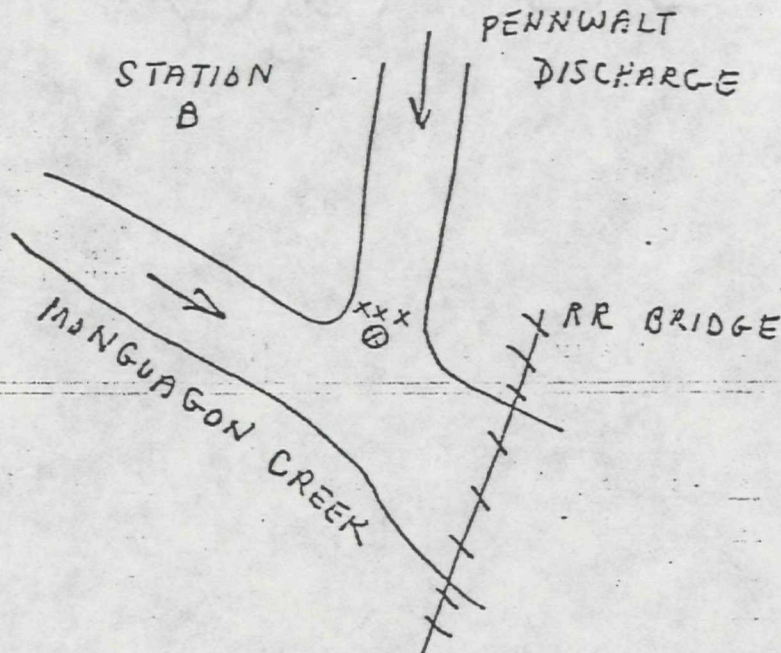 PENNWALT
DISCHARGE
STATION
B
xxx
RR BRIDGE
MONGUAGON CREEK